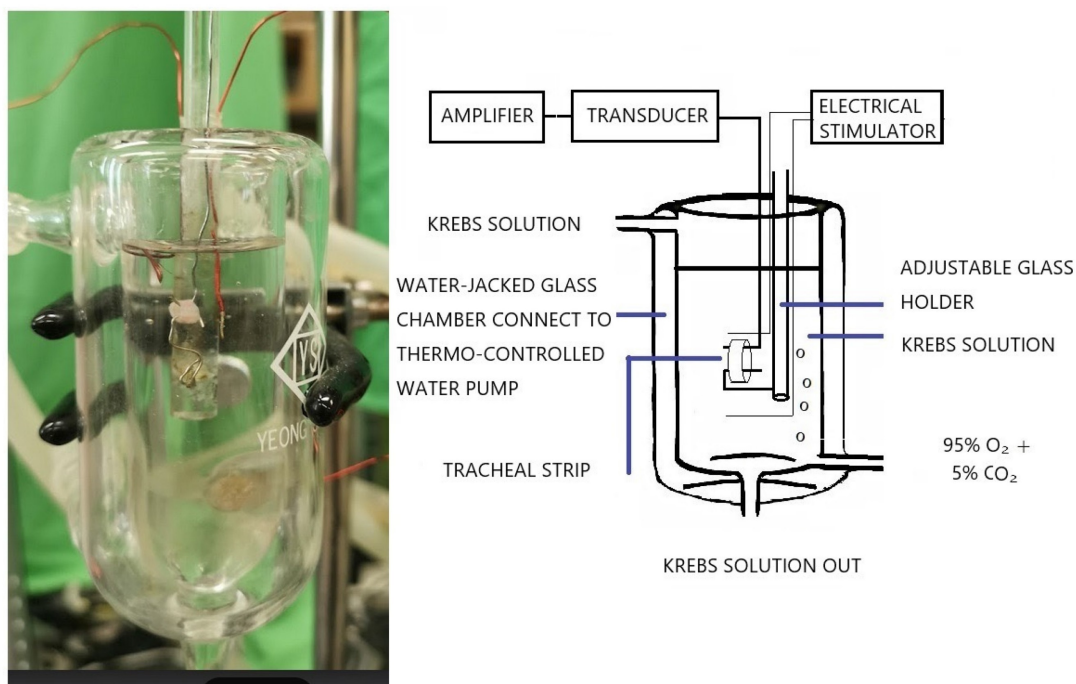 YS
YEONG
AMPLIFIER
TRANSDUCER
ELECTRICAL
STIMULATOR
KREBS SOLUTION
WATER-JACKED GLASS
CHAMBER CONNECT TO
THERMO-CONTROLLED
WATER PUMP
TRACHEAL STRIP
ADJUSTABLE GLASS
HOLDER
KREBS SOLUTION
95% O₂ +
5% CO₂
KREBS SOLUTION OUT